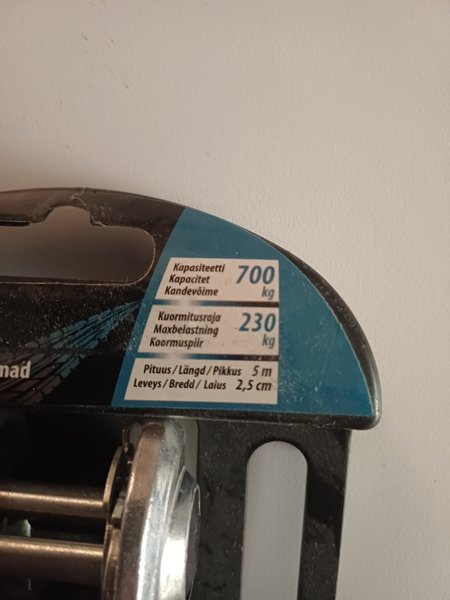 Kapasiteetti
Kapacitet
Kandevõime
700 kg
Kuormitusraja
Maxbelastning
Koormuspiir
230 kg
Pituus / Längd / Pikkus 5 m
Leveys / Bredd / Laius 2,5 cm